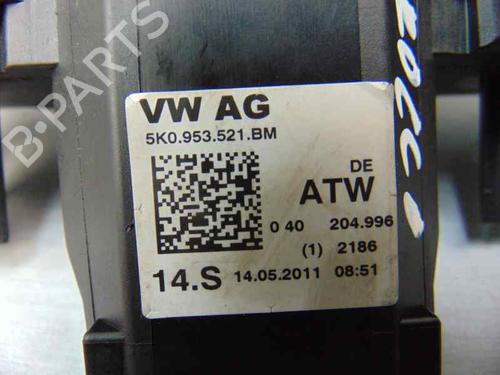 B-PARTS
VW AG
5K0.953.521.BM
DE
ATW
0 40 204.996
(1) 2186
14.S 14.05.2011 08:51